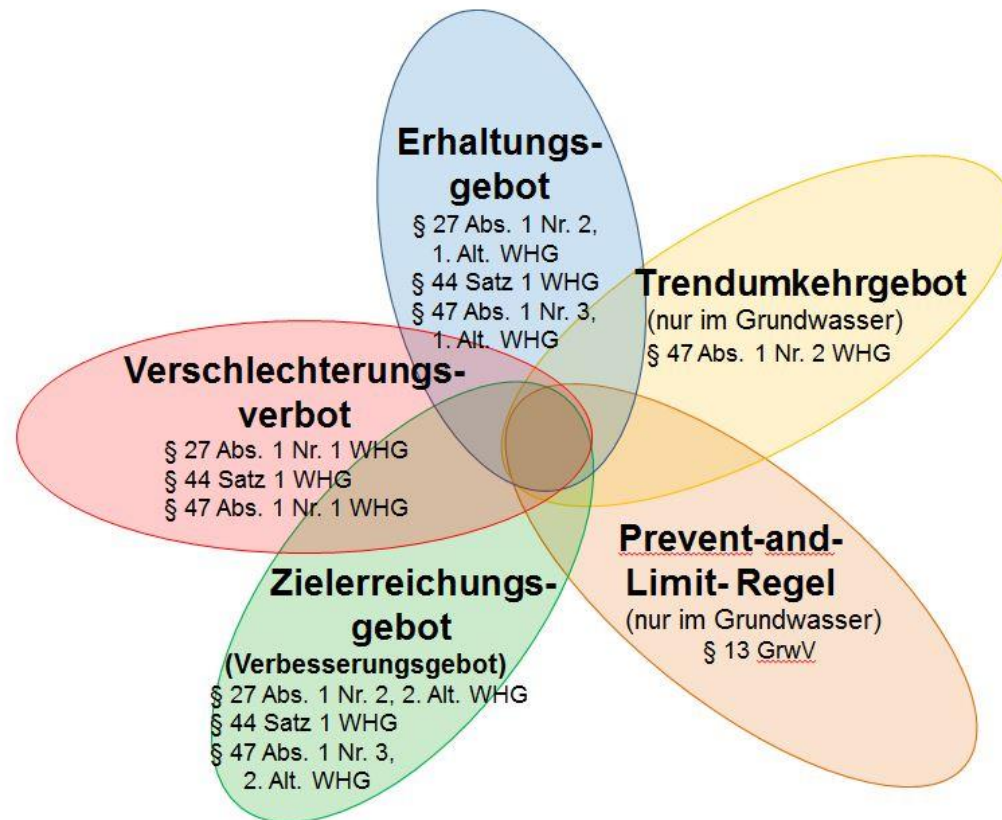 Erhaltungs-
gebot
§ 27 Abs. 1 Nr. 2,
1. Alt. WHG
§ 44 Satz 1 WHG
§ 47 Abs. 1 Nr. 3,
1. Alt. WHG
Trendumkehrgebot
(nur im Grundwasser)
§ 47 Abs. 1 Nr. 2 WHG
Verschlechterungs-
verbot
§ 27 Abs. 1 Nr. 1 WHG
§ 44 Satz 1 WHG
§ 47 Abs. 1 Nr. 1 WHG
Prevent-and-
Limit- Regel
(nur im Grundwasser)
§ 13 GrwV
Zielerreichungs-
gebot
(Verbesserungsgebot)
§ 27 Abs. 1 Nr. 2, 2. Alt. WHG
§ 44 Satz 1 WHG
§ 47 Abs. 1 Nr. 3,
2. Alt. WHG